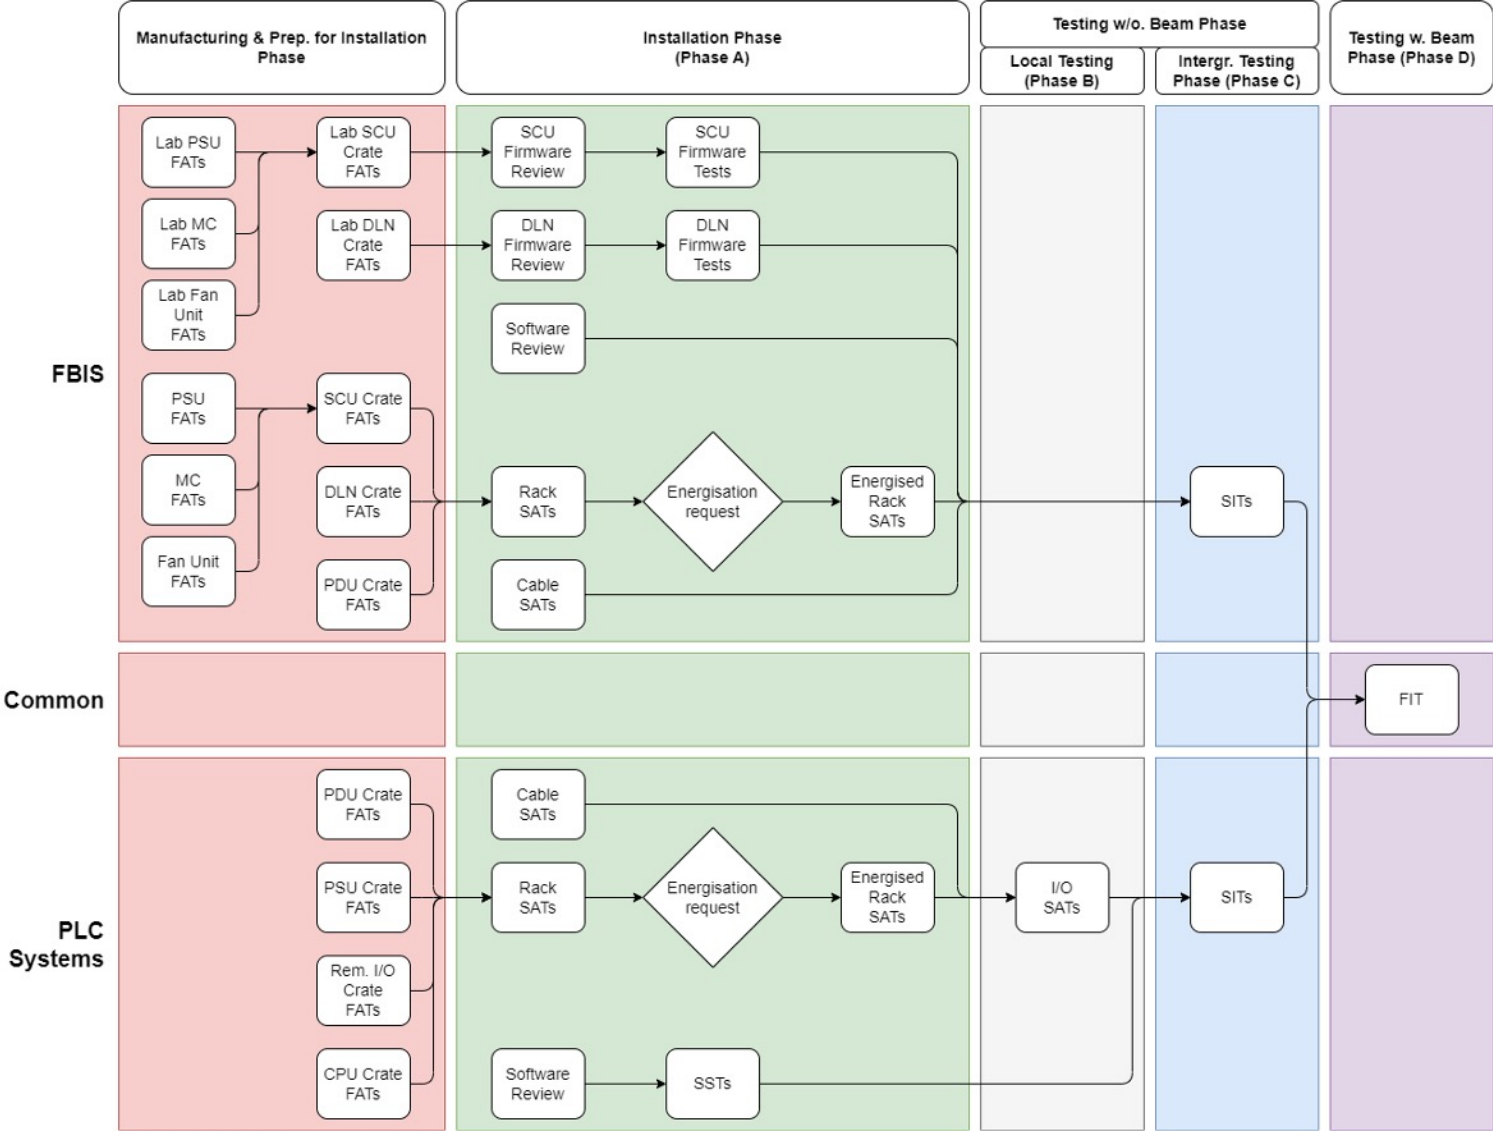 Manufacturing & Prep. for Installation
Phase
Installation Phase
(Phase A)
Testing w/o. Beam Phase
Local Testing
(Phase B)
Intergr. Testing
Phase (Phase C)
Testing w. Beam
Phase (Phase D)
FBIS
Lab PSU
FATs
Lab MC
FATs
Lab Fan
Unit
FATs
Lab SCU
Crate
FATs
Lab DLN
Crate
FATs
SCU
Firmware
Review
SCU
Firmware
Tests
DLN
Firmware
Review
DLN
Firmware
Tests
Software
Review
PSU
FATs
MC
FATs
Fan Unit
FATs
SCU Crate
FATs
DLN Crate
FATs
PDU Crate
FATs
Rack
SATs
Energisation
request
Energised
Rack
SATs
Cable
SATs
SITs
Common
FIT
PLC
Systems
PDU Crate
FATs
PSU Crate
FATs
Rem. I/O
Crate
FATs
CPU Crate
FATs
Cable
SATs
Rack
SATs
Energisation
request
Energised
Rack
SATs
I/O
SATs
SITs
Software
Review
SSTs